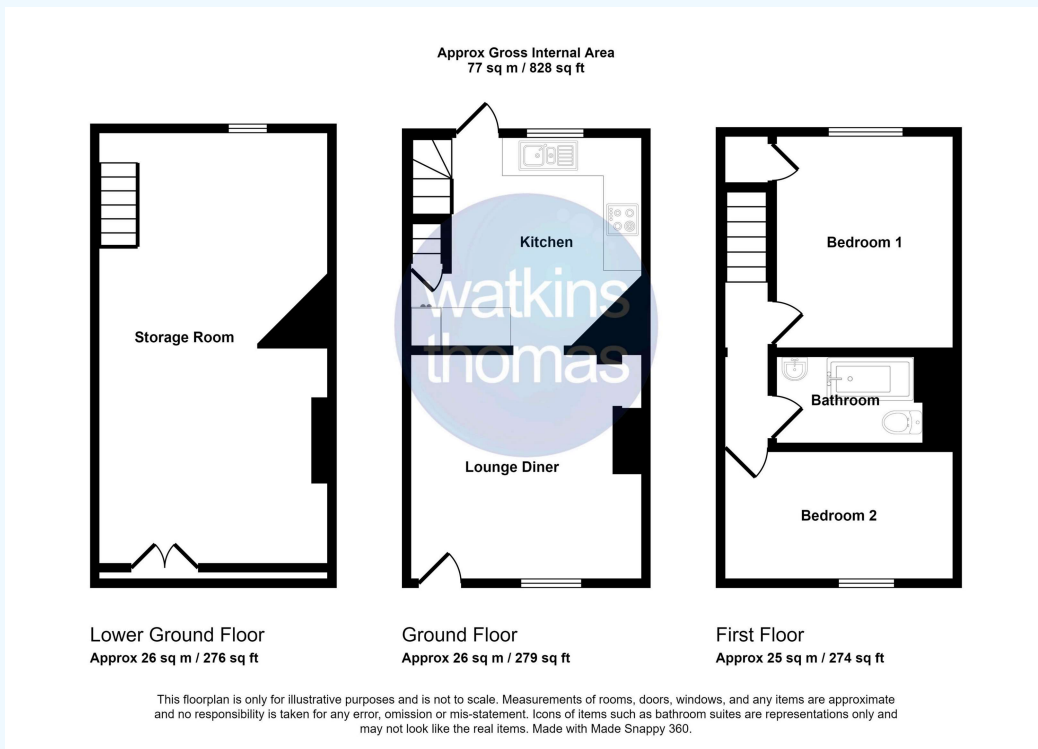 Approx Gross Internal Area
77 sq m / 828 sq ft
Storage Room
Kitchen
Lounge Diner
Bedroom 1
Bathroom
Bedroom 2
watkins
thomas
Lower Ground Floor
Approx 26 sq m / 276 sq ft
Ground Floor
Approx 26 sq m / 279 sq ft
First Floor
Approx 25 sq m / 274 sq ft
This floorplan is only for illustrative purposes and is not to scale. Measurements of rooms, doors, windows, and any items are approximate
and no responsibility is taken for any error, omission or mis-statement. Icons of items such as bathroom suites are representations only and
may not look like the real items. Made with Made Snappy 360.